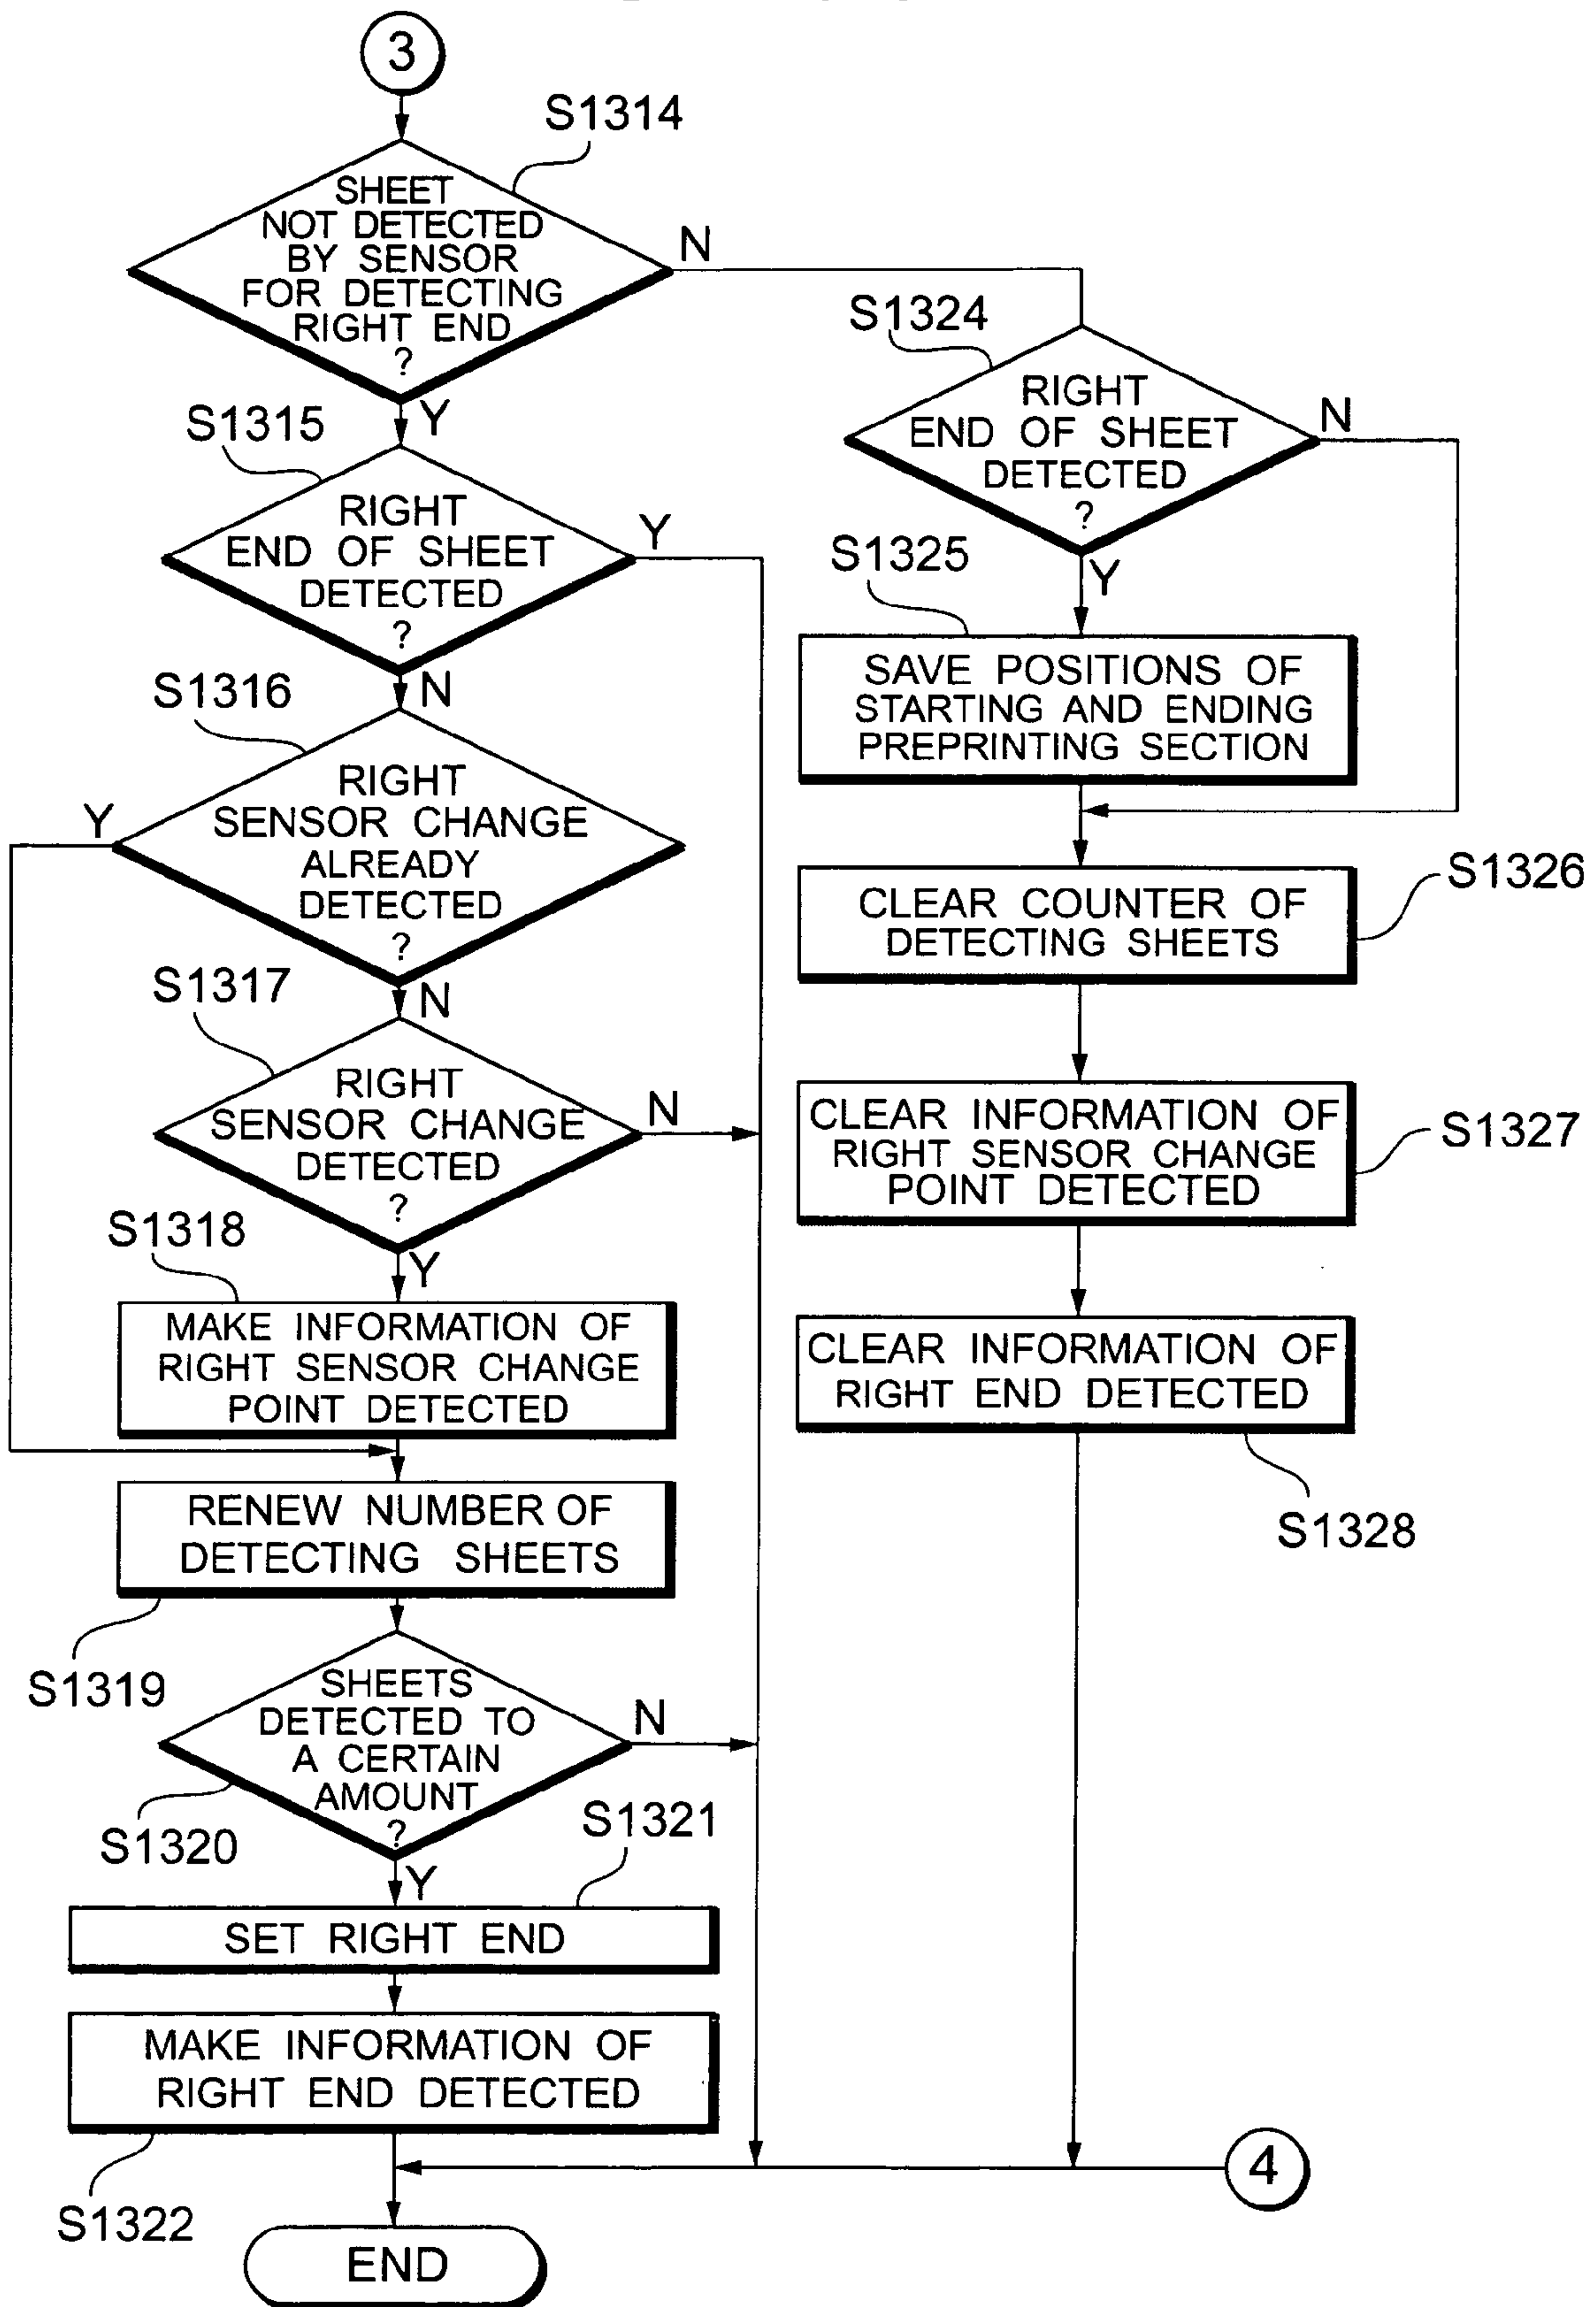 3
S1314
SHEET
NOT DETECTED
BY SENSOR
FOR DETECTING
RIGHT END
?
N
Y
S1315
RIGHT
END OF SHEET
DETECTED
?
Y
N
S1316
RIGHT
SENSOR CHANGE
ALREADY
DETECTED
?
Y
N
S1317
RIGHT
SENSOR CHANGE
DETECTED
?
N
Y
S1318
MAKE INFORMATION OF
RIGHT SENSOR CHANGE
POINT DETECTED
RENEW NUMBER OF
DETECTING SHEETS
S1319
SHEETS
DETECTED TO
A CERTAIN
AMOUNT
?
N
S1320
Y
S1321
SET RIGHT END
MAKE INFORMATION OF
RIGHT END DETECTED
S1322
END
S1324
RIGHT
END OF SHEET
DETECTED
?
N
Y
S1325
SAVE POSITIONS OF
STARTING AND ENDING
PREPRINTING SECTION
CLEAR COUNTER OF
DETECTING SHEETS
S1326
CLEAR INFORMATION OF
RIGHT SENSOR CHANGE
POINT DETECTED
S1327
CLEAR INFORMATION OF
RIGHT END DETECTED
S1328
4